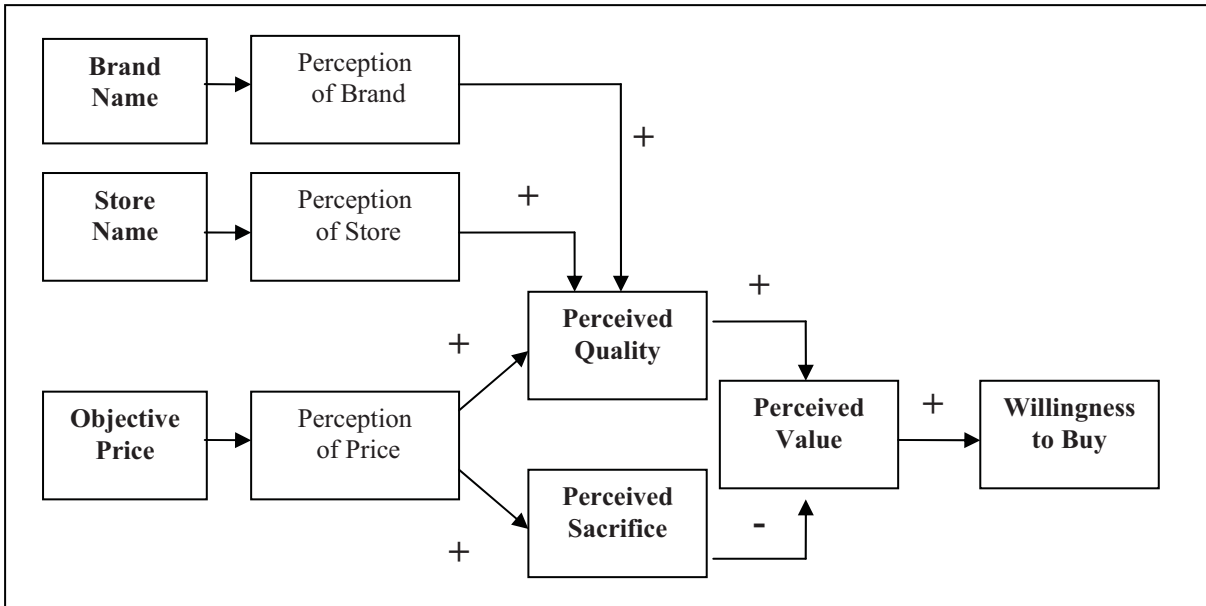 Brand
Name
Perception
of Brand
+
Store
Name
Perception
of Store
+
Perceived
Quality
+
+
Objective
Price
Perception
of Price
Perceived
Value
+
Willingness
to Buy
Perceived
Sacrifice
-
+